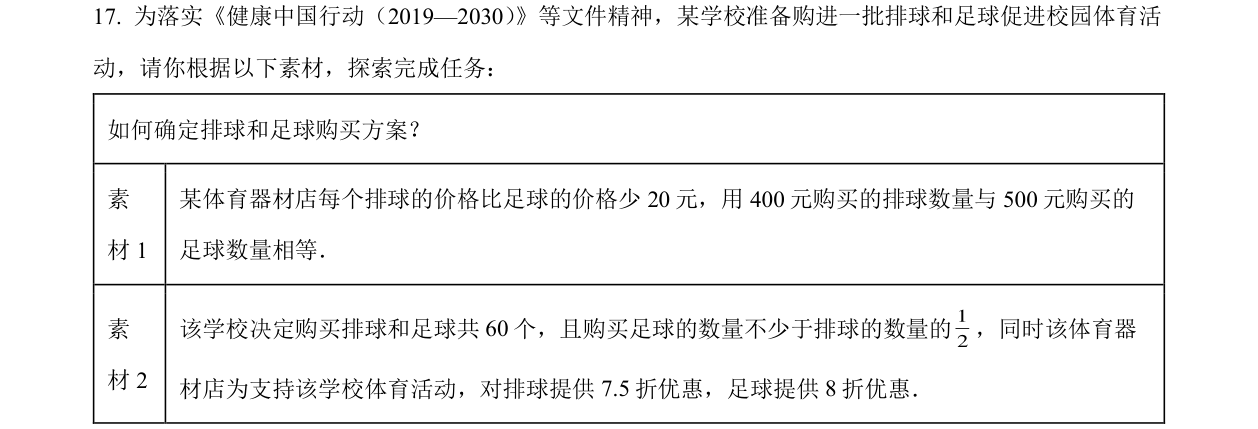 17. 为落实《健康中国行动（2019—2030）》等文件精神，某学校准备购进一批排球和足球促进校园体育活
动，请你根据以下素材，探索完成任务：
如何确定排球和足球购买方案？
素
材 1
某体育器材店每个排球的价格比足球的价格少 20 元，用 400 元购买的排球数量与 500 元购买的
足球数量相等．
素
材 2
该学校决定购买排球和足球共 60 个，且购买足球的数量不少于排球的数量的 1/2，同时该体育器
材店为支持该学校体育活动，对排球提供 7.5 折优惠，足球提供 8 折优惠．